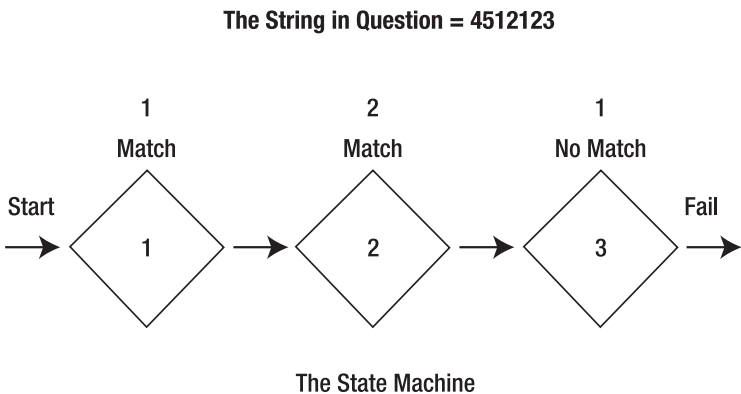 The String in Question = 4512123
1 2 1
Match Match No Match
Start Fail
1 2 3
The State Machine